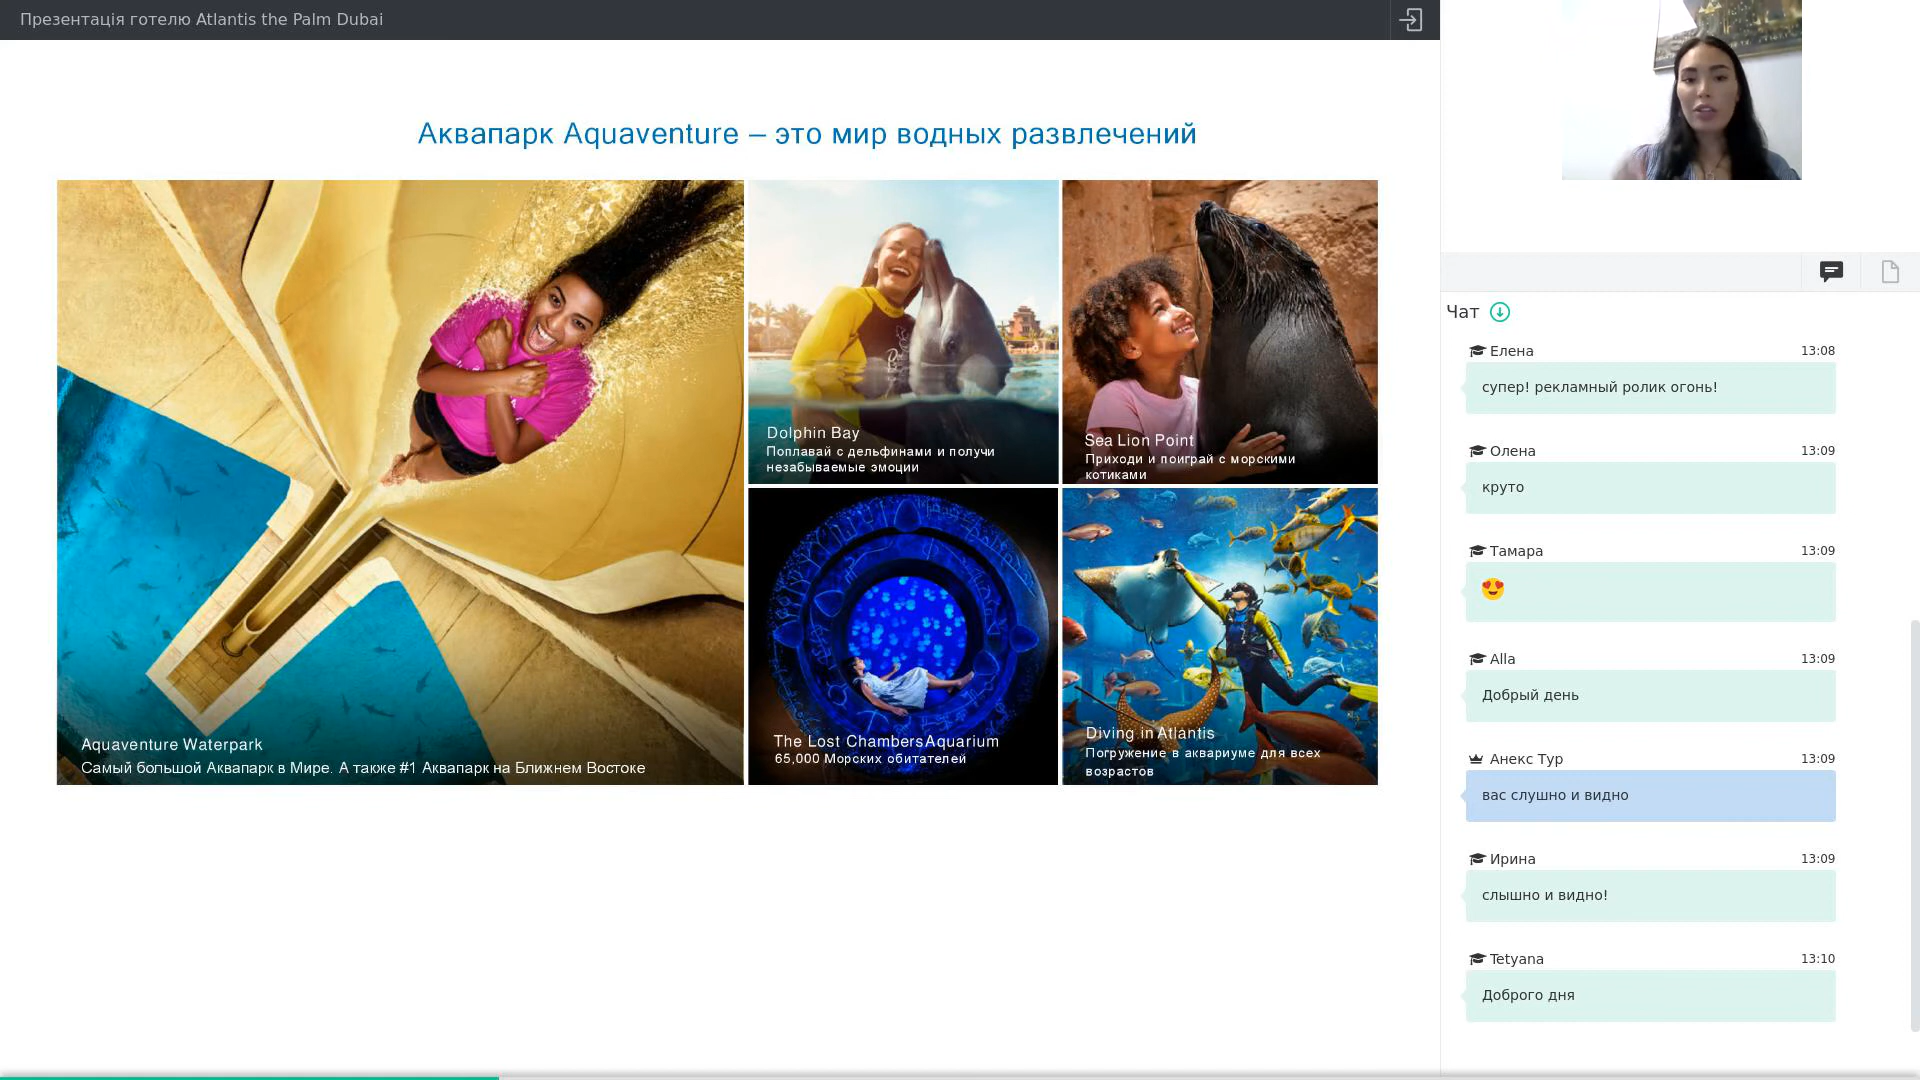 Презентація готелю Atlantis the Palm Dubai
Аквапарк Aquaventure – это мир водных развлечений
Aquaventure Waterpark
Самый большой Аквапарк в Мире. А также #1 Аквапарк на Ближнем Востоке
Dolphin Bay
Поплавай с дельфинами и получи
незабываемые эмоции
Sea Lion Point
Приходи и поиграй с морскими
котиками
The Lost Chambers Aquarium
65,000 Морских обитателей
Diving in Atlantis
Погружение в аквариуме для всех
возрастов
Чат
Елена 13:08
супер! рекламный ролик огонь!
Олена 13:09
круто
Тамара 13:09
😍
Alla 13:09
Добрый день
Анекс Тур 13:09
вас слушно и видно
Ирина 13:09
слышно и видно!
Tetyana 13:10
Доброго дня